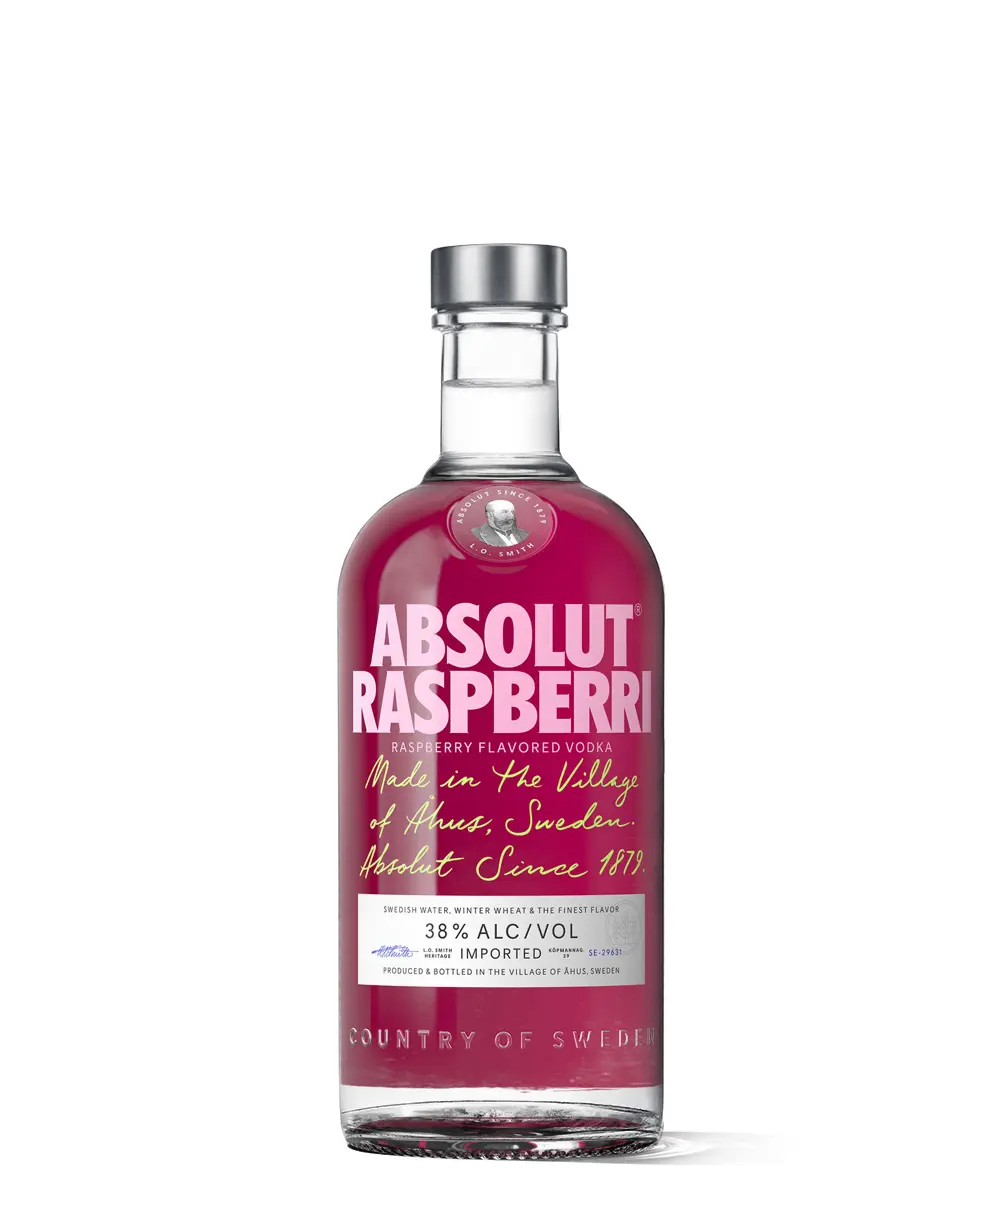 ABSOLUT SINCE 1879
L.O. SMITH
ABSOLUT®
RASPBERRI
RASPBERRY FLAVORED VODKA
Made in the Village
of Åhus, Sweden.
Absolut Since 1879.
SWEDISH WATER, WINTER WHEAT & THE FINEST FLAVOR
38% ALC/VOL
L.O. SMITH
HERITAGE
IMPORTED
KÖPMANNAG.
29
SE-29631
PRODUCED & BOTTLED IN THE VILLAGE OF ÅHUS, SWEDEN
COUNTRY OF SWEDEN